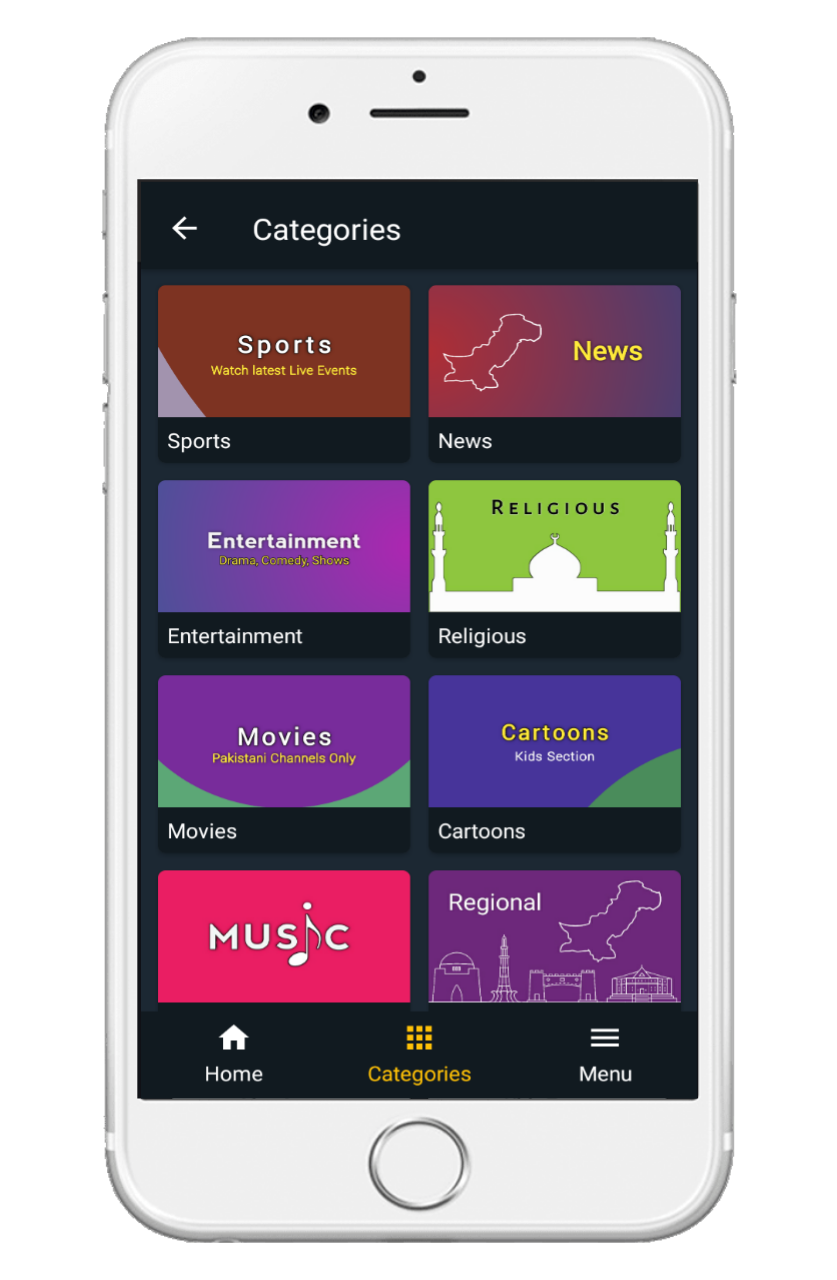 Categories
Sports
Watch latest Live Events
Sports
News
News
Entertainment
Drama, Comedy, Shows
Entertainment
RELIGIOUS
Religious
Movies
Pakistani Channels Only
Movies
Cartoons
Kids Section
Cartoons
MUSIC
Regional
Home
Categories
Menu